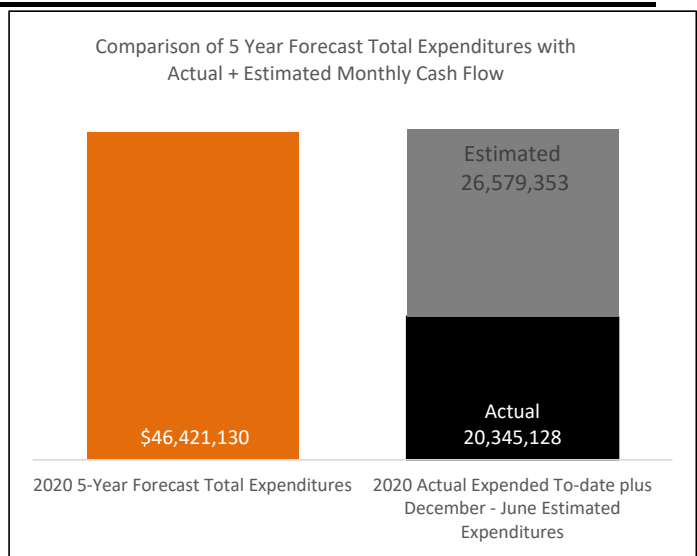 Comparison of 5 Year Forecast Total Expenditures with
Actual + Estimated Monthly Cash Flow
Estimated
26,579,353
$46,421,130
Actual
20,345,128
2020 5-Year Forecast Total Expenditures
2020 Actual Expended To-date plus
December - June Estimated
Expenditures